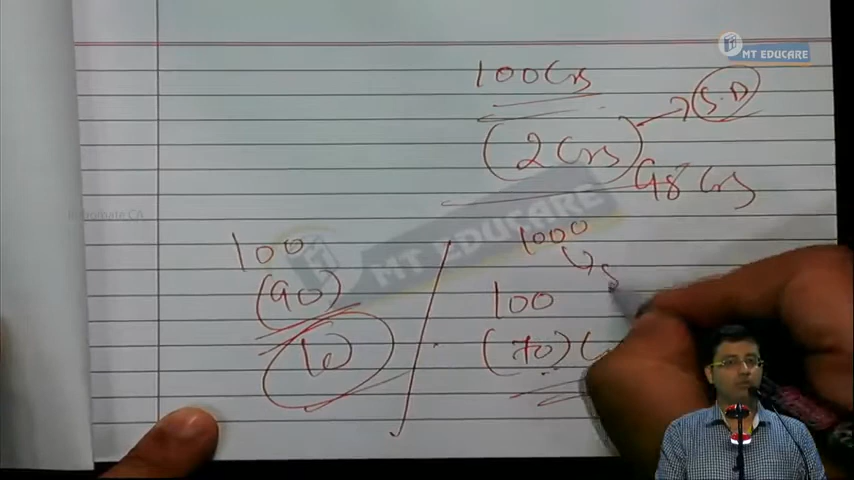 MT EDUCARE
100 Crs
(2 Crs) → S.D
98 Crs
MT EDUCARE
100
(90)
10
1000
100
(70)